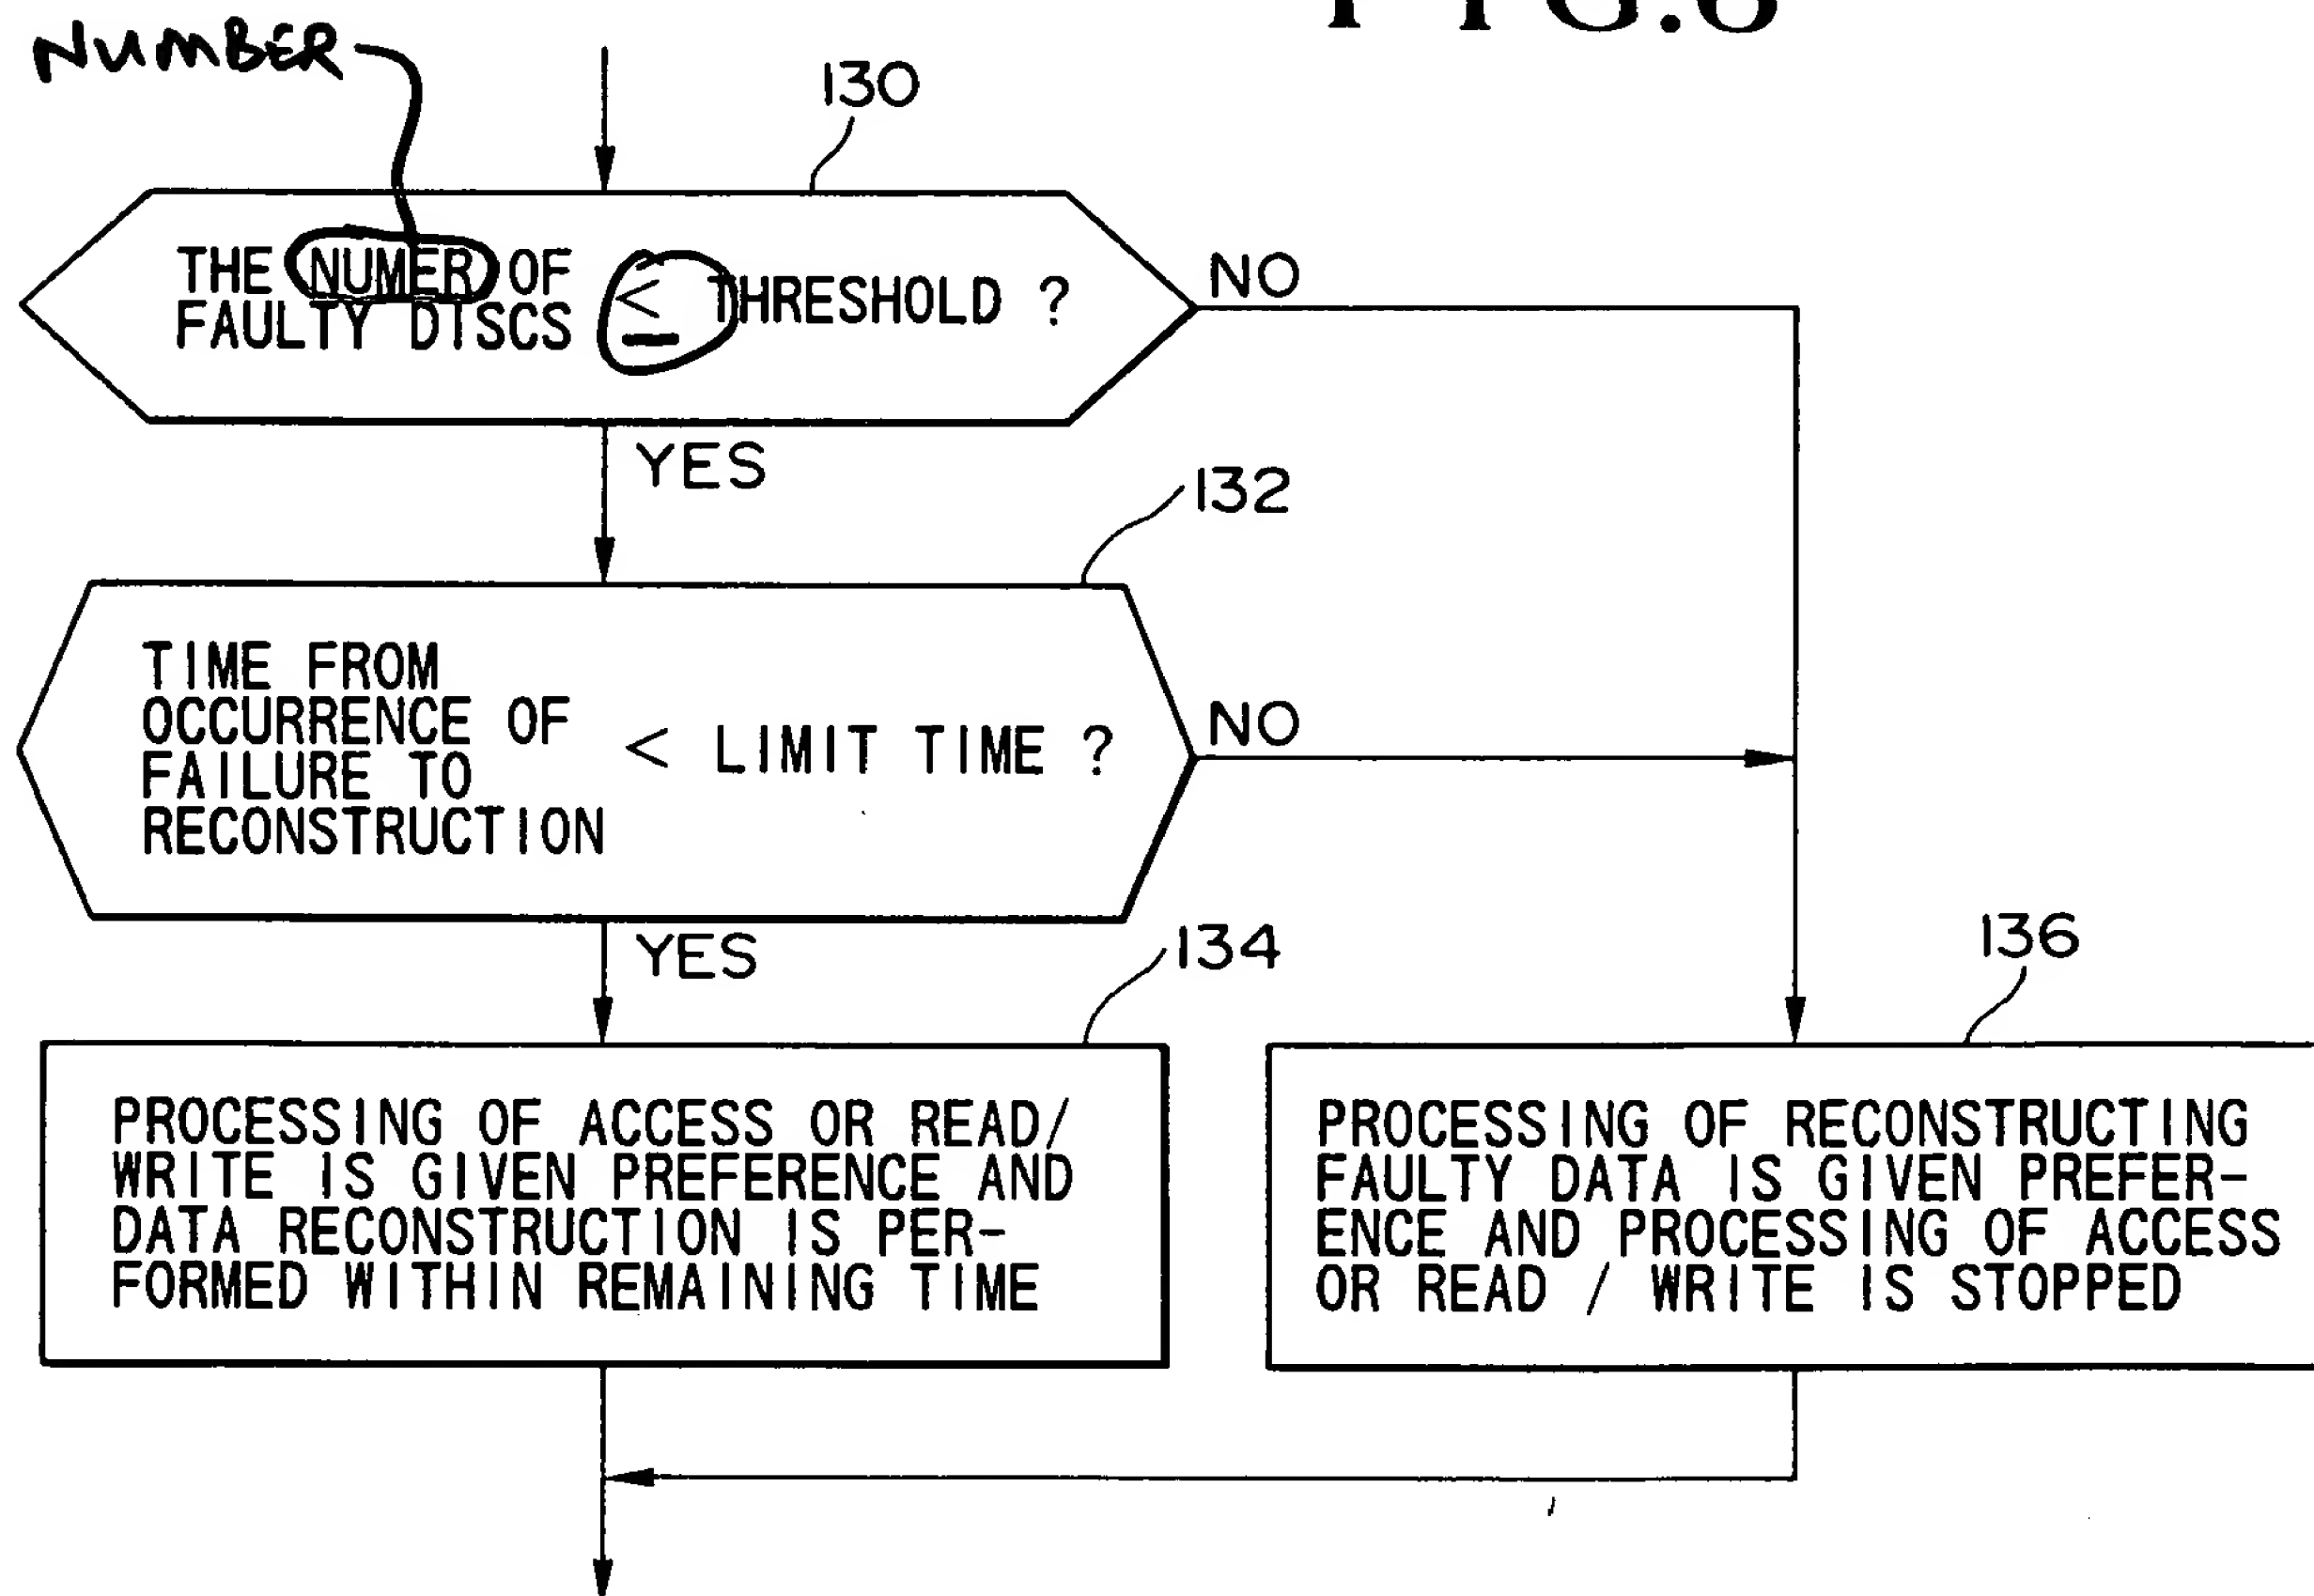 NUMBER
130
THE NUMER OF
FAULTY DISCS ≤ THRESHOLD ?
NO
YES
132
TIME FROM
OCCURRENCE OF
FAILURE TO
RECONSTRUCTION
< LIMIT TIME ?
NO
YES
134
136
PROCESSING OF ACCESS OR READ/
WRITE IS GIVEN PREFERENCE AND
DATA RECONSTRUCTION IS PER-
FORMED WITHIN REMAINING TIME
PROCESSING OF RECONSTRUCTING
FAULTY DATA IS GIVEN PREFER-
ENCE AND PROCESSING OF ACCESS
OR READ / WRITE IS STOPPED